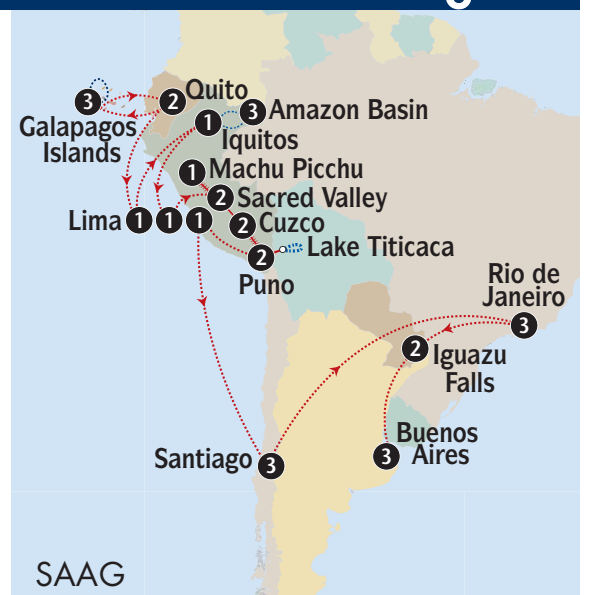 Quito
3
2
Galapagos
Islands
1
3
Amazon Basin
Iquitos
1
Machu Picchu
2
Sacred Valley
Lima
1
1
1
2
Cuzco
Lake Titicaca
2
Puno
Rio de
Janeiro
3
2
Iguazu
Falls
Buenos
Aires
3
Santiago
3
SAAG